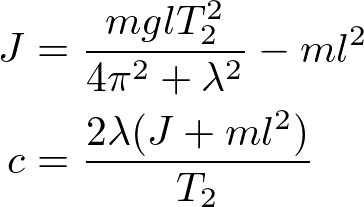 J = \frac{mglT_2^2}{4\pi^2 + \lambda^2} - ml^2
c = \frac{2\lambda(J + ml^2)}{T_2}